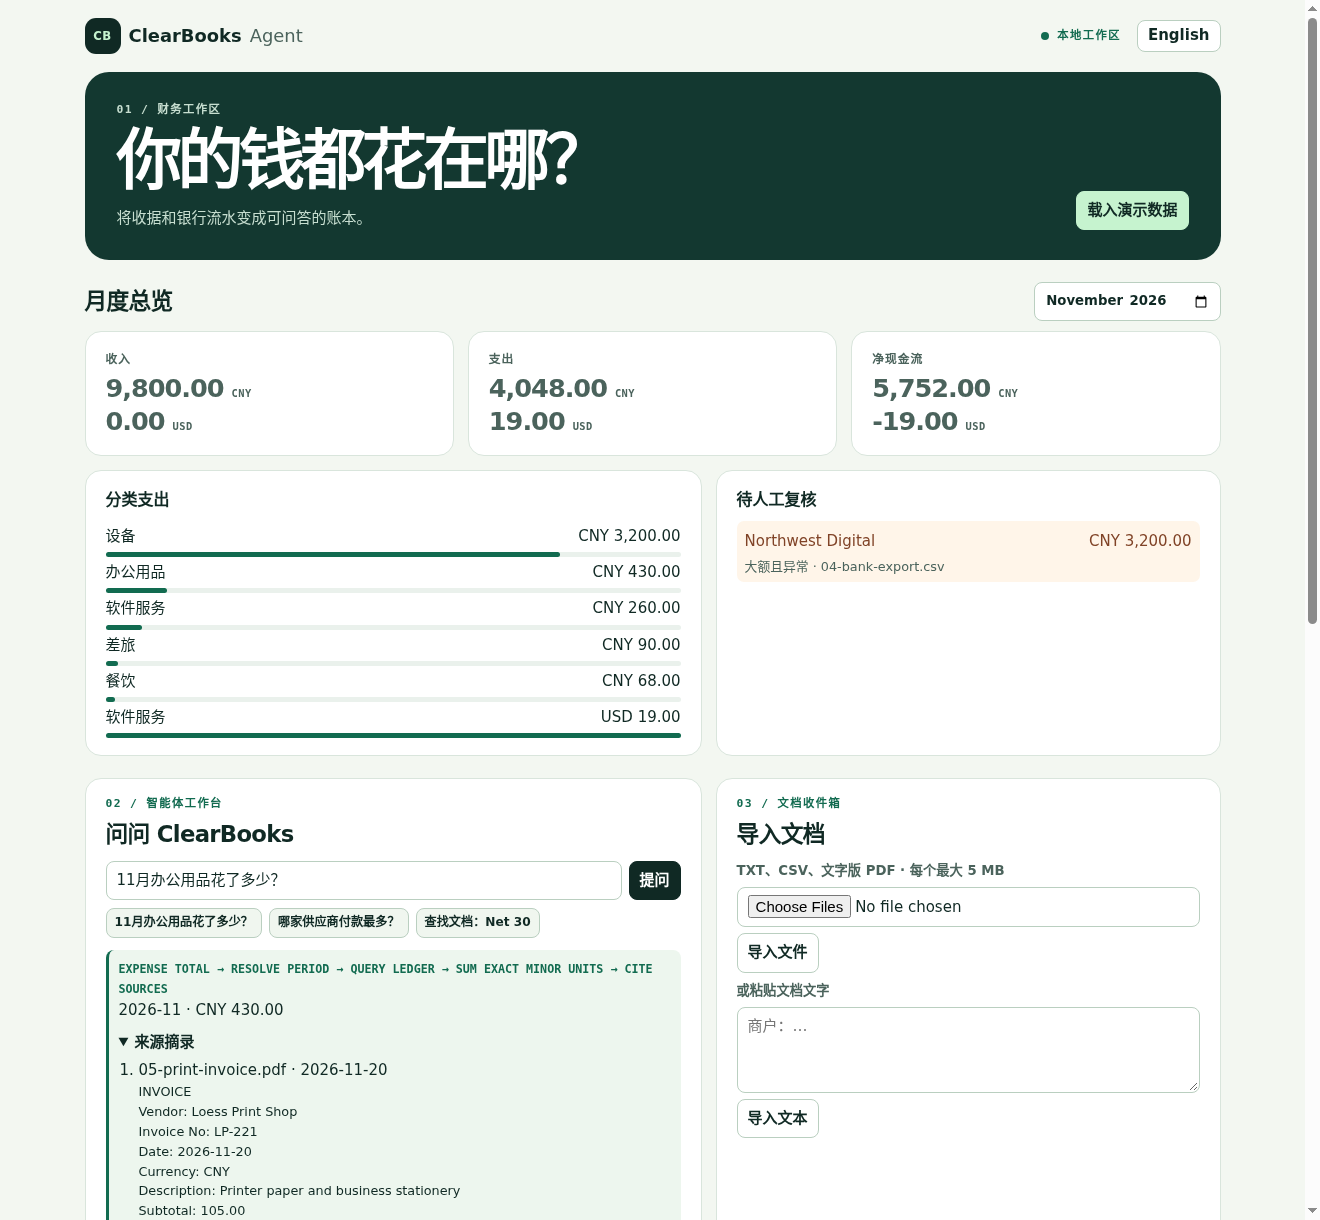 CB ClearBooks Agent
本地工作区
English
01 / 财务工作区
你的钱都花在哪？
将收据和银行流水变成可问答的账本。
载入演示数据
月度总览
November 2026
收入
9,800.00 CNY
0.00 USD
支出
4,048.00 CNY
19.00 USD
净现金流
5,752.00 CNY
-19.00 USD
分类支出
设备 CNY 3,200.00
办公用品 CNY 430.00
软件服务 CNY 260.00
差旅 CNY 90.00
餐饮 CNY 68.00
软件服务 USD 19.00
待人工复核
Northwest Digital CNY 3,200.00
大额且异常 · 04-bank-export.csv
02 / 智能体工作台
问问 ClearBooks
11月办公用品花了多少？
提问
11月办公用品花了多少？
哪家供应商付款最多？
查找文档：Net 30
EXPENSE TOTAL → RESOLVE PERIOD → QUERY LEDGER → SUM EXACT MINOR UNITS → CITE
SOURCES
2026-11 · CNY 430.00
▼ 来源摘录
1. 05-print-invoice.pdf · 2026-11-20
INVOICE
Vendor: Loess Print Shop
Invoice No: LP-221
Date: 2026-11-20
Currency: CNY
Description: Printer paper and business stationery
Subtotal: 105.00
03 / 文档收件箱
导入文档
TXT、CSV、文字版 PDF · 每个最大 5 MB
Choose Files No file chosen
导入文件
或粘贴文档文字
商户：…
导入文本